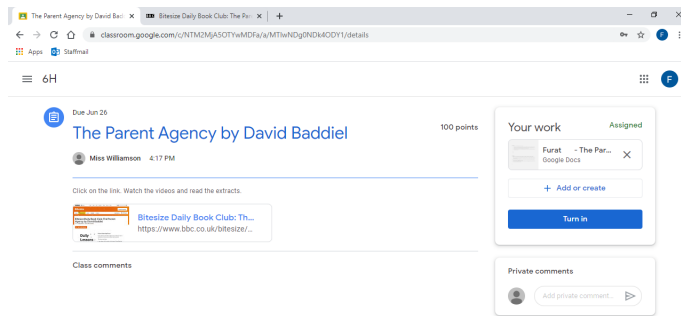 The Parent Agency by David Bad
Bitesize Daily Book Club: The Par
classroom.google.com/c/NTM2MjA5OTYwMDFa/a/MTIwNDg0NDk4ODY1/details
Apps
Staffmail
6H
F
Due Jun 26
The Parent Agency by David Baddiel
100 points
Miss Williamson 4:17 PM
Click on the link. Watch the videos and read the extracts.
Bitesize Daily Book Club: Th...
https://www.bbc.co.uk/bitesize/...
Daily
Lessons
Class comments
Your work
Assigned
Furat - The Par...
Google Docs
+ Add or create
Turn in
Private comments
Add private comment...